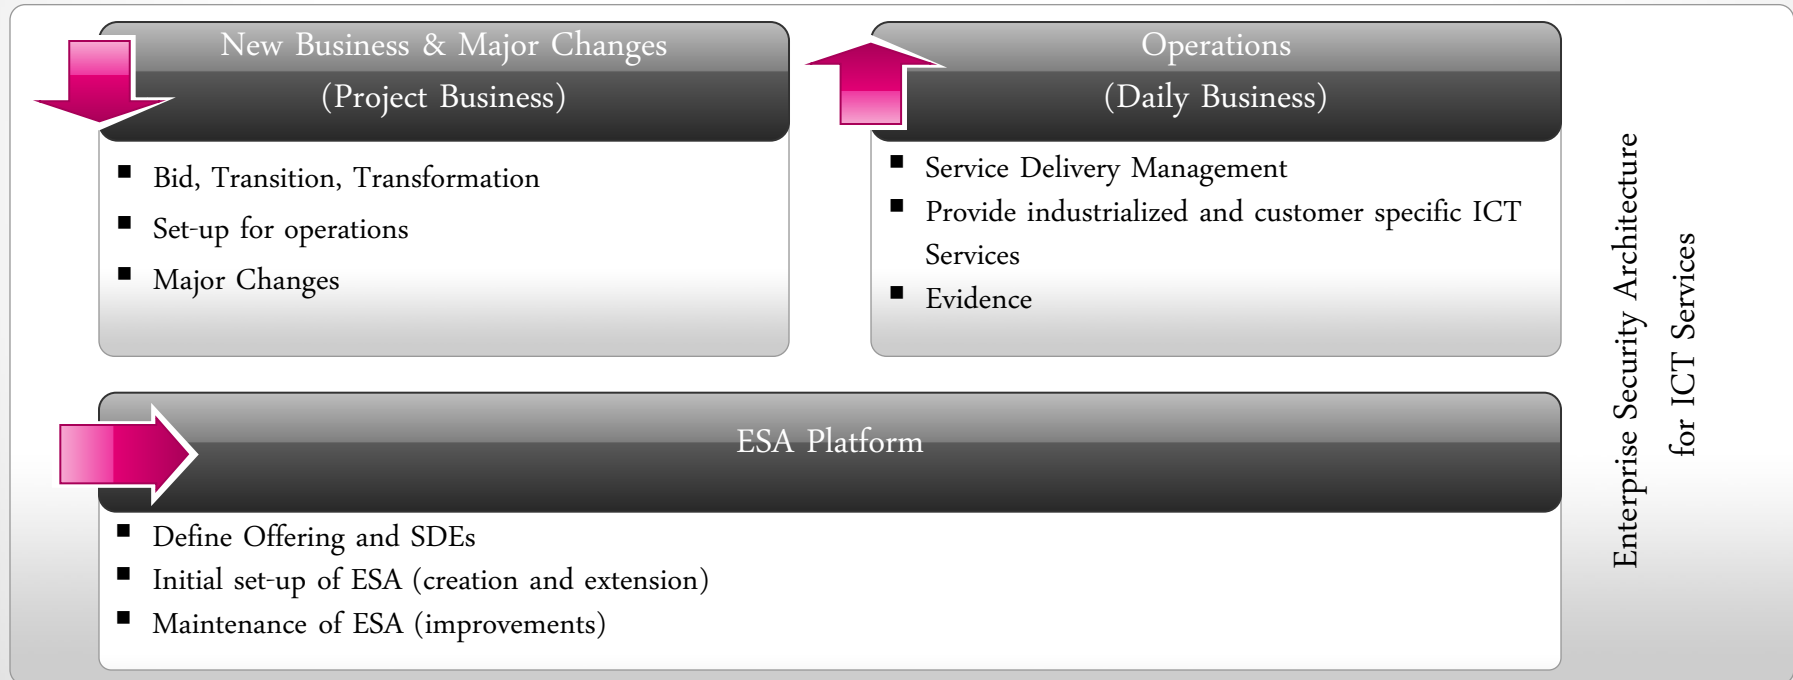 New Business & Major Changes
(Project Business)
■ Bid, Transition, Transformation
■ Set-up for operations
■ Major Changes
Operations
(Daily Business)
■ Service Delivery Management
■ Provide industrialized and customer specific ICT
Services
■ Evidence
ESA Platform
■ Define Offering and SDEs
■ Initial set-up of ESA (creation and extension)
■ Maintenance of ESA (improvements)
Enterprise Security Architecture
for ICT Services